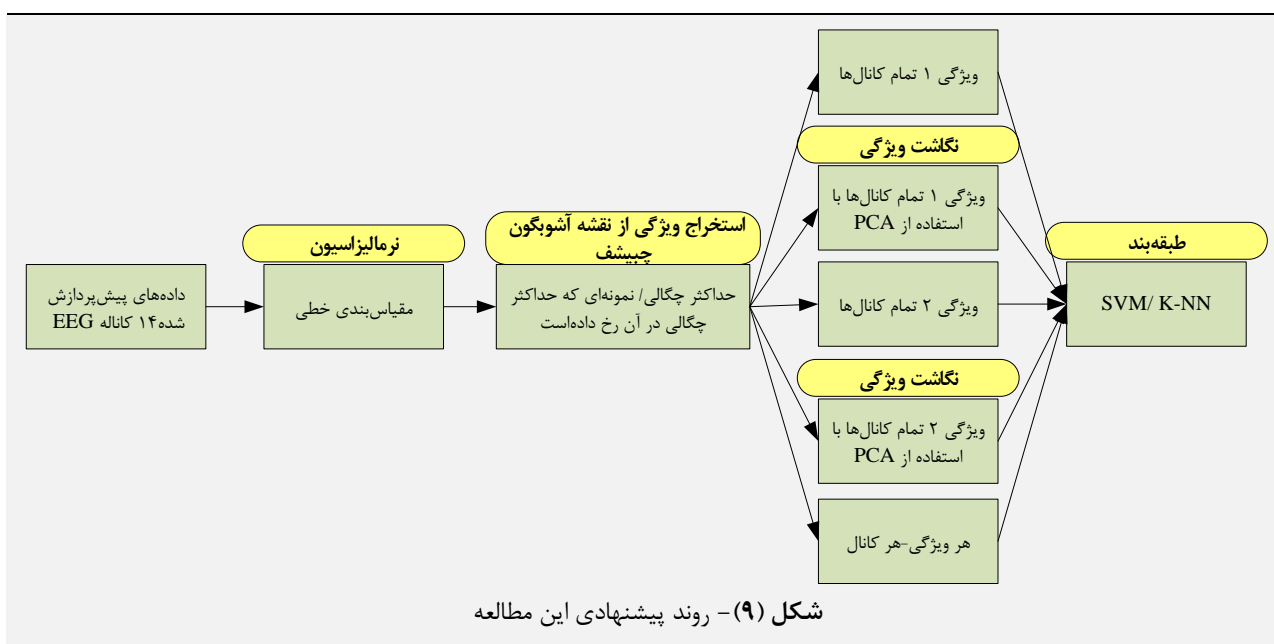 داده‌های پیش‌پردازش
شده۱۴ کاناله EEG
نرمالیزاسیون
مقیاس‌بندی خطی
استخراج ویژگی از نقشه آشوبگون
چبیشف
حداکثر چگالی/ نمونه‌ای که حداکثر
چگالی در آن رخ داده‌است
ویژگی ۱ تمام کانال‌ها
نگاشت ویژگی
ویژگی ۱ تمام کانال‌ها با
استفاده از PCA
ویژگی ۲ تمام کانال‌ها
نگاشت ویژگی
ویژگی ۲ تمام کانال‌ها با
استفاده از PCA
هر ویژگی-هر کانال
طبقه‌بند
SVM/ K-NN
شکل (۹)- روند پیشنهادی این مطالعه